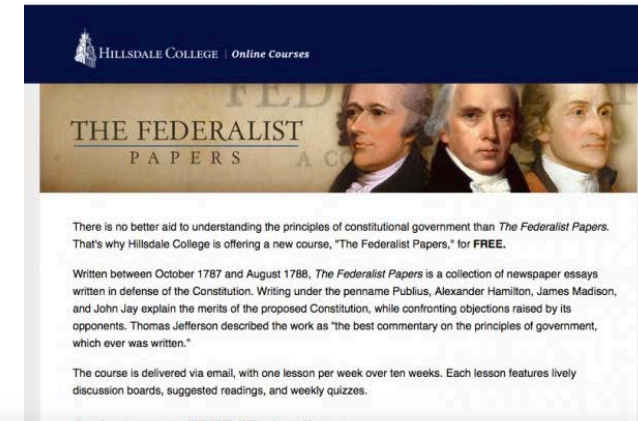 HILLSDALE COLLEGE | Online Courses
FED
THE FEDERALIST
PAPERS
A CO
There is no better aid to understanding the principles of constitutional government than The Federalist Papers.
That's why Hillsdale College is offering a new course, "The Federalist Papers," for FREE.
Written between October 1787 and August 1788, The Federalist Papers is a collection of newspaper essays
written in defense of the Constitution. Writing under the penname Publius, Alexander Hamilton, James Madison,
and John Jay explain the merits of the proposed Constitution, while confronting objections raised by its
opponents. Thomas Jefferson described the work as "the best commentary on the principles of government,
which ever was written."
The course is delivered via email, with one lesson per week over ten weeks. Each lesson features lively
discussion boards, suggested readings, and weekly quizzes.